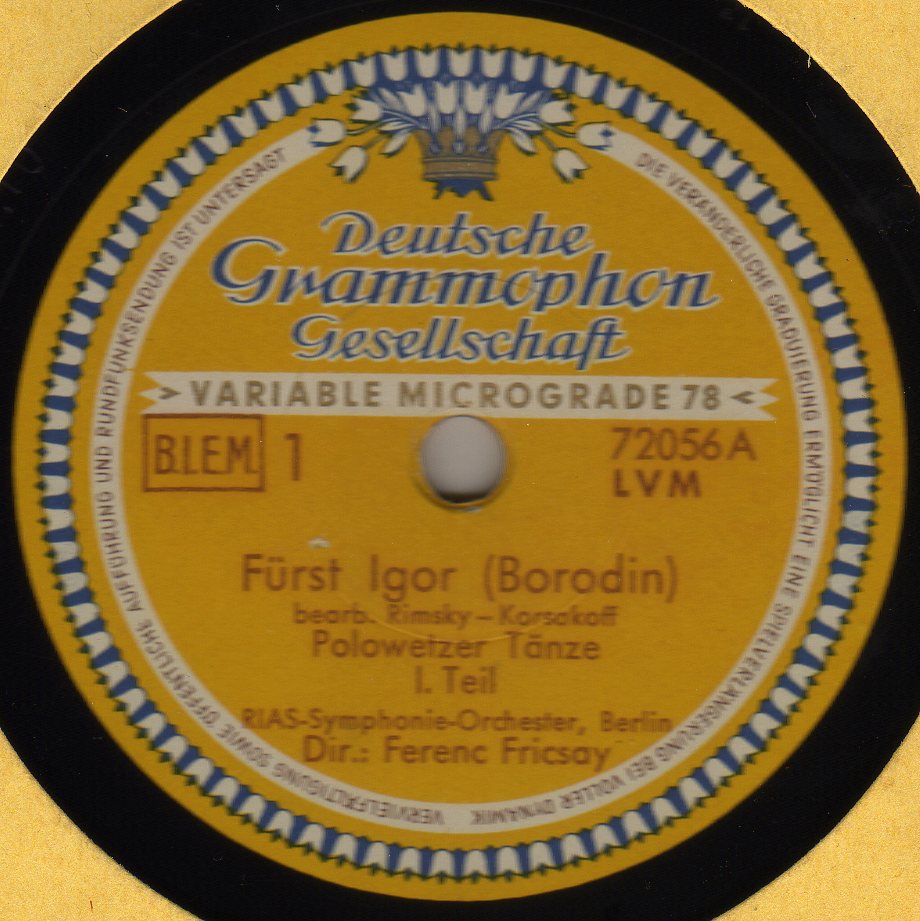 Deutsche
Grammophon
Gesellschaft
> VARIABLE MICROGRADE 78 <
B.I.E.M. 1
72056 A
LVM
Fürst Igor (Borodin)
bearb. Rimsky-Korsakoff
Polowetzer Tänze
I. Teil
RIAS-Symphonie-Orchester, Berlin
Dir.: Ferenc Fricsay
DIE VERÄNDERLICHE GRADUIERUNG ERMÖGLICHT EINE SPIELVERLÄNGERUNG BEI VOLLER DYNAMIK
VERVIELFÄLTIGUNG SOWIE ÖFFENTLICHE AUFFÜHRUNG UND RUNDFUNKSENDUNG IST UNTERSAGT